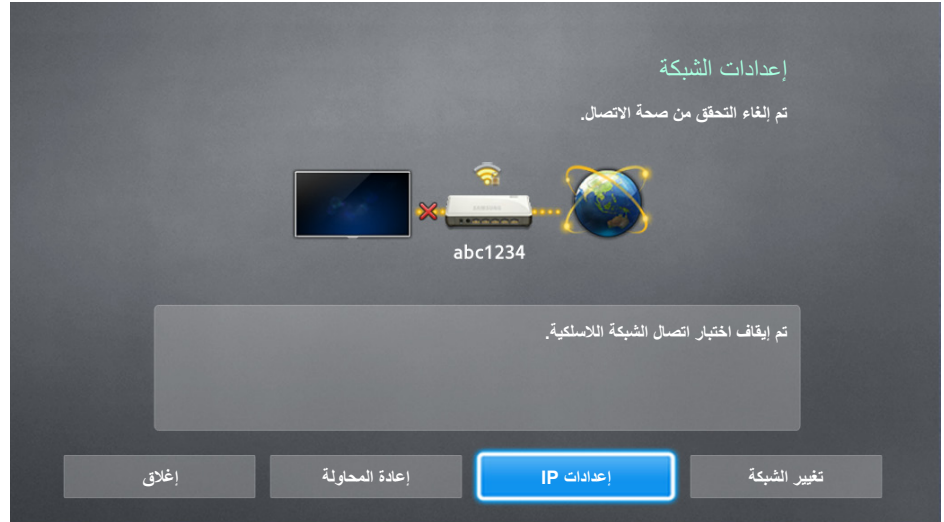 إعدادات الشبكة
تم إلغاء التحقق من صحة الاتصال.
SAMSUNG
abc1234
تم إيقاف اختبار اتصال الشبكة اللاسلكية.
تغيير الشبكة
إعدادات IP
إعادة المحاولة
إغلاق